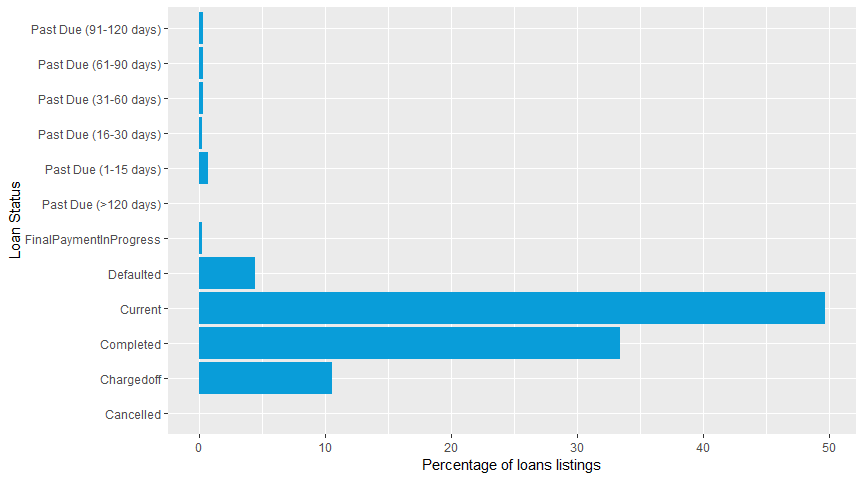 Past Due (91-120 days)
Past Due (61-90 days)
Past Due (31-60 days)
Past Due (16-30 days)
Past Due (1-15 days)
Past Due (>120 days)
FinalPaymentInProgress
Defaulted
Current
Completed
Chargedoff
Cancelled
Loan Status
0 10 20 30 40 50
Percentage of loans listings